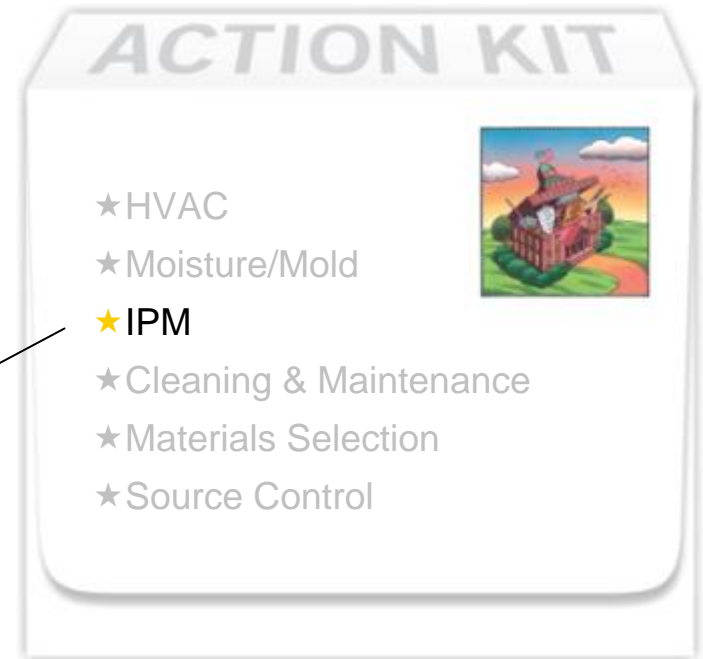 ACTION KIT
★HVAC
★Moisture/Mold
★IPM
★Cleaning & Maintenance
★Materials Selection
★Source Control